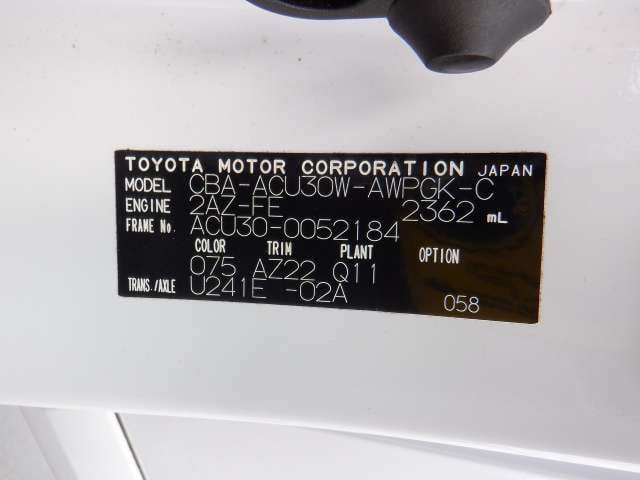 TOYOTA MOTOR CORPORATION JAPAN
MODEL CBA-ACU30W-AWPGK-C
ENGINE 2AZ-FE 2362 mL
FRAME No. ACU30-0052184
COLOR TRIM PLANT OPTION
075 AZ22 Q11
TRANS./AXLE U241E -02A
058